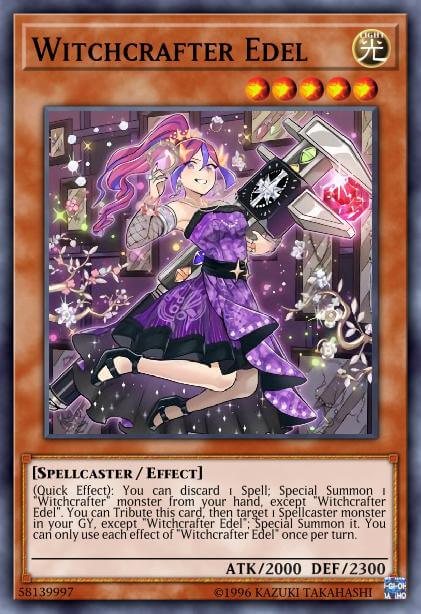 Witchcrafter Edel
LIGHT
光
[Spellcaster / Effect]
(Quick Effect): You can discard 1 Spell; Special Summon 1
"Witchcrafter" monster from your hand, except "Witchcrafter
Edel". You can Tribute this card, then target 1 Spellcaster monster
in your GY, except "Witchcrafter Edel"; Special Summon it. You
can only use each effect of "Witchcrafter Edel" once per turn.
ATK/2000 DEF/2300
58139997
©1996 KAZUKI TAKAHASHI